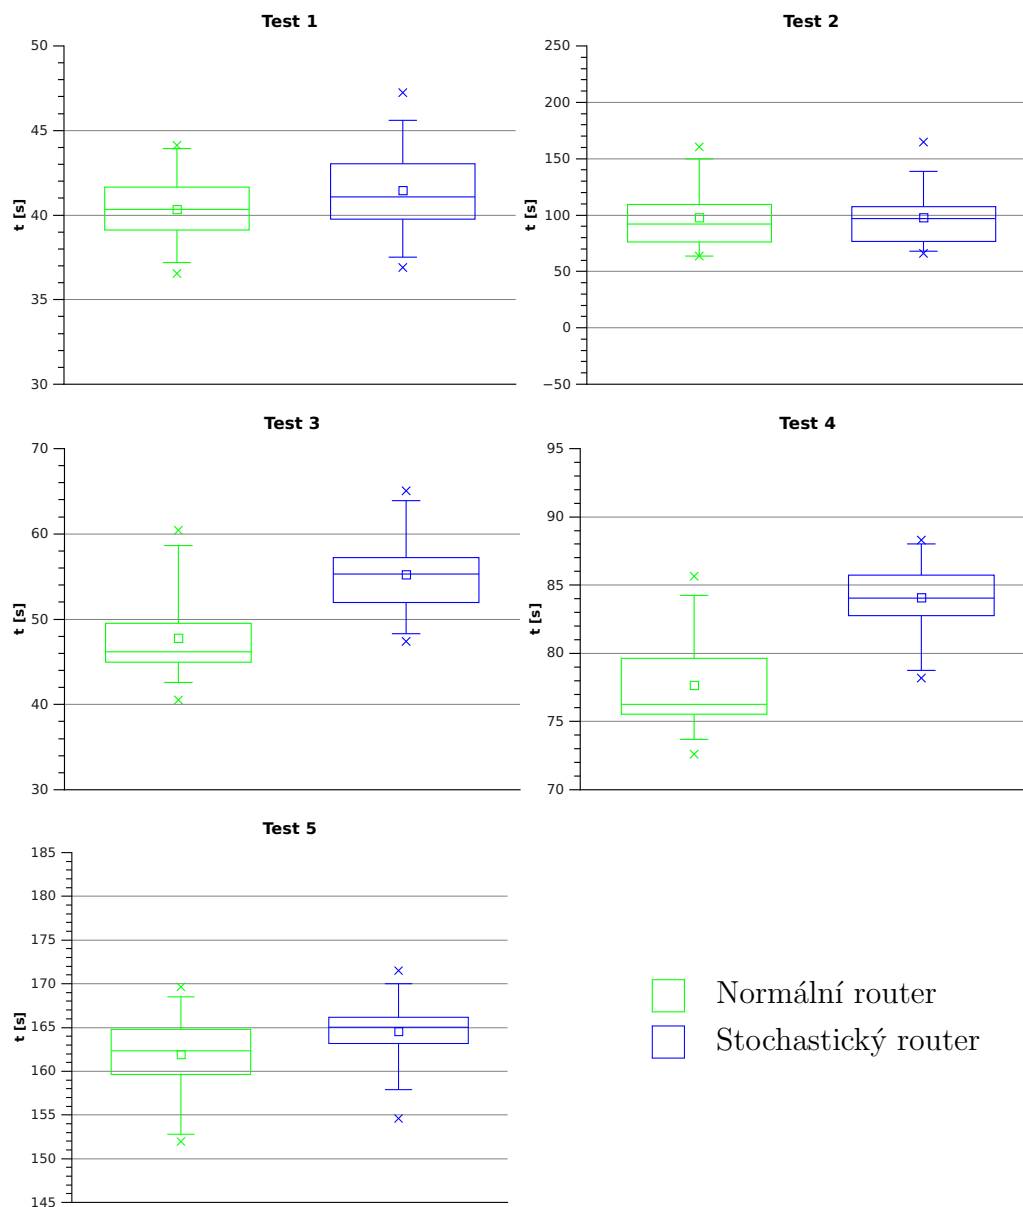 Test 1
50
45
40
35
30
t [s]
Test 2
250
200
150
100
50
0
−50
t [s]
Test 3
70
60
50
40
30
t [s]
Test 4
95
90
85
80
75
70
t [s]
Test 5
185
180
175
170
165
160
155
150
145
t [s]
Normální router
Stochastický router